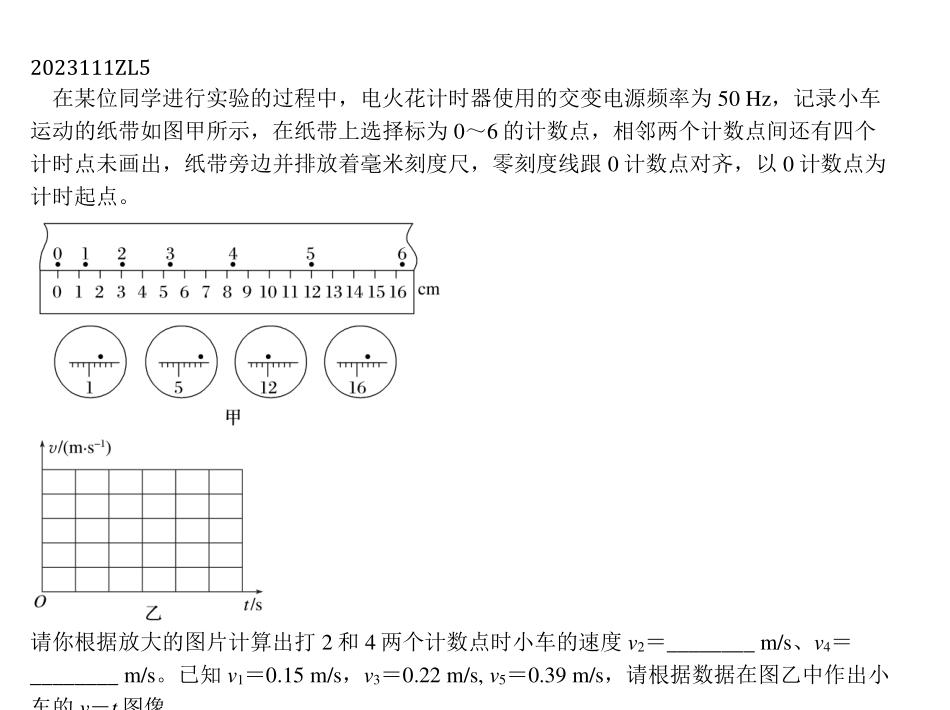 2023111ZL5
在某位同学进行实验的过程中，电火花计时器使用的交变电源频率为 50 Hz，记录小车
运动的纸带如图甲所示，在纸带上选择标为 0～6 的计数点，相邻两个计数点间还有四个
计时点未画出，纸带旁边并排放着毫米刻度尺，零刻度线跟 0 计数点对齐，以 0 计数点为
计时起点。
0 1 2 3 4 5 6
0 1 2 3 4 5 6 7 8 9 10 11 12 13 14 15 16 cm
1 5 12 16
甲
v/(m·s⁻¹)
O t/s
乙
请你根据放大的图片计算出打 2 和 4 两个计数点时小车的速度 v₂＝________ m/s、v₄＝
________ m/s。已知 v₁＝0.15 m/s，v₃＝0.22 m/s, v₅＝0.39 m/s，请根据数据在图乙中作出小
车的 v－t 图像